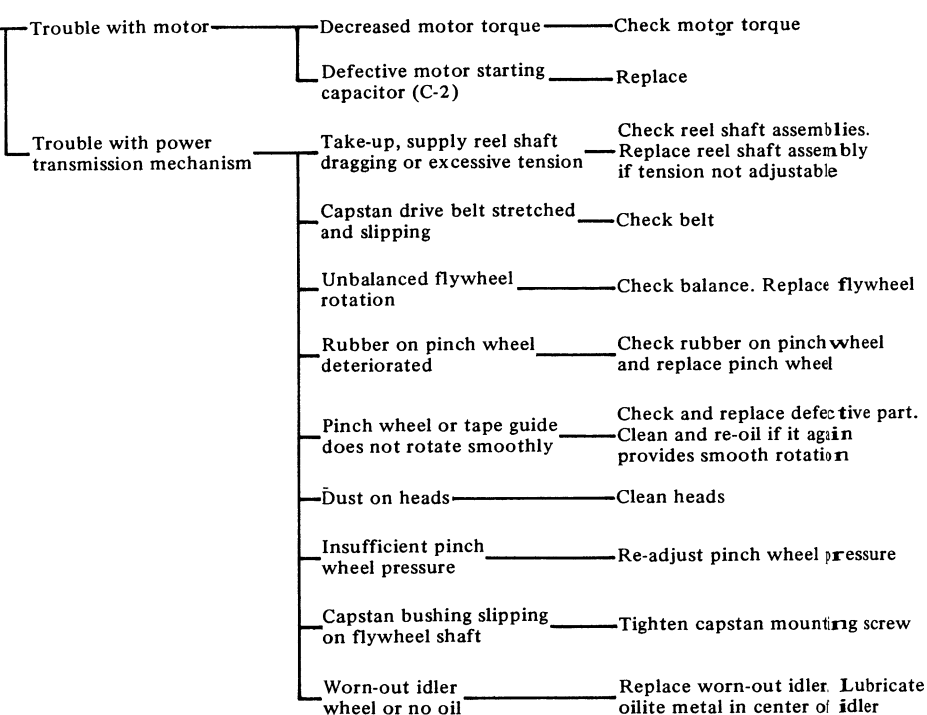 Trouble with motor
Decreased motor torque
Check motor torque
Defective motor starting
capacitor (C-2)
Replace
Trouble with power
transmission mechanism
Take-up, supply reel shaft
dragging or excessive tension
Check reel shaft assemblies.
Replace reel shaft assembly
if tension not adjustable
Capstan drive belt stretched
and slipping
Check belt
Unbalanced flywheel
rotation
Check balance. Replace flywheel
Rubber on pinch wheel
deteriorated
Check rubber on pinch wheel
and replace pinch wheel
Pinch wheel or tape guide
does not rotate smoothly
Check and replace defective part.
Clean and re-oil if it again
provides smooth rotation
Dust on heads
Clean heads
Insufficient pinch
wheel pressure
Re-adjust pinch wheel pressure
Capstan bushing slipping
on flywheel shaft
Tighten capstan mounting screw
Worn-out idler
wheel or no oil
Replace worn-out idler. Lubricate
oilite metal in center of idler